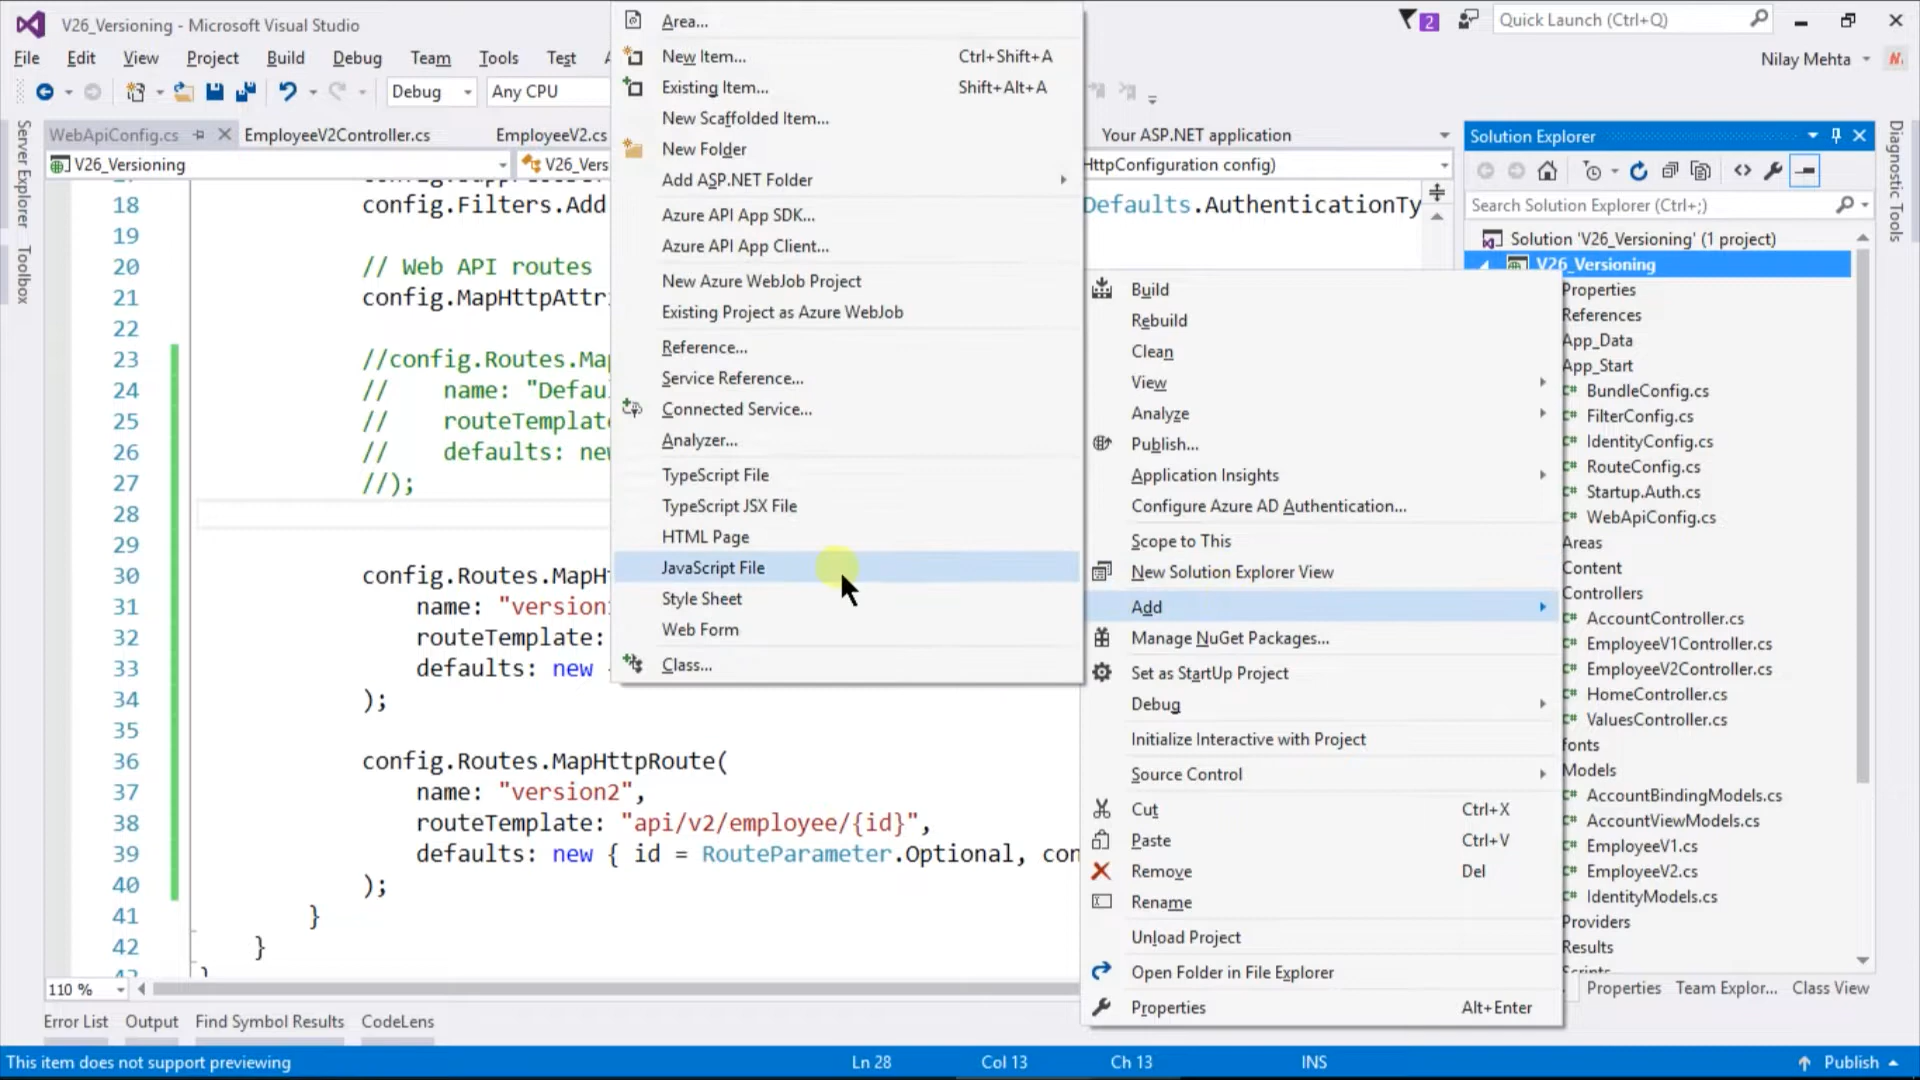 V26_Versioning - Microsoft Visual Studio
2
Quick Launch (Ctrl+Q)
File Edit View Project Build Debug Team Tools Test
Nilay Mehta
Debug
Any CPU
WebApiConfig.cs
EmployeeV2Controller.cs
EmployeeV2.cs
Your ASP.NET application
V26_Versioning
V26_Vers
HttpConfiguration config)
Server Explorer
Toolbox
18 config.Filters.Add
Defaults.AuthenticationTy
19
20 // Web API routes
21 config.MapHttpAttr
22
23 //config.Routes.Ma
24 // name: "Defau
25 // routeTemplat
26 // defaults: ne
27 //);
28
29
30 config.Routes.MapH
31 name: "version
32 routeTemplate:
33 defaults: new
34 );
35
36 config.Routes.MapHttpRoute(
37 name: "version2",
38 routeTemplate: "api/v2/employee/{id}",
39 defaults: new { id = RouteParameter.Optional, con
40 );
41 }
42 }
110 %
Area...
New Item... Ctrl+Shift+A
Existing Item... Shift+Alt+A
New Scaffolded Item...
New Folder
Add ASP.NET Folder
Azure API App SDK...
Azure API App Client...
New Azure WebJob Project
Existing Project as Azure WebJob
Reference...
Service Reference...
Connected Service...
Analyzer...
TypeScript File
TypeScript JSX File
HTML Page
JavaScript File
Style Sheet
Web Form
Class...
Build
Rebuild
Clean
View
Analyze
Publish...
Application Insights
Configure Azure AD Authentication...
Scope to This
New Solution Explorer View
Add
Manage NuGet Packages...
Set as StartUp Project
Debug
Initialize Interactive with Project
Source Control
Cut Ctrl+X
Paste Ctrl+V
Remove Del
Rename
Unload Project
Open Folder in File Explorer
Properties Alt+Enter
Solution Explorer
Search Solution Explorer (Ctrl+;)
Solution 'V26_Versioning' (1 project)
V26_Versioning
Properties
References
App_Data
App_Start
BundleConfig.cs
FilterConfig.cs
IdentityConfig.cs
RouteConfig.cs
Startup.Auth.cs
WebApiConfig.cs
Areas
Content
Controllers
AccountController.cs
EmployeeV1Controller.cs
EmployeeV2Controller.cs
HomeController.cs
ValuesController.cs
fonts
Models
AccountBindingModels.cs
AccountViewModels.cs
EmployeeV1.cs
EmployeeV2.cs
IdentityModels.cs
Providers
Results
Diagnostic Tools
Properties Team Explor... Class View
Error List Output Find Symbol Results CodeLens
This item does not support previewing
Ln 28 Col 13 Ch 13 INS
Publish